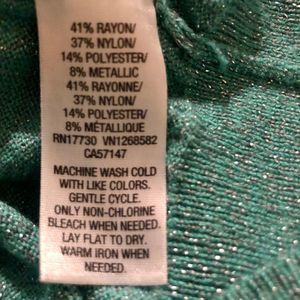 41% RAYON/
37% NYLON/
14% POLYESTER/
8% METALLIC
41% RAYONNE/
37% NYLON/
14% POLYESTER/
8% MÉTALLIQUE
RN17730 VN1268582
CA57147
MACHINE WASH COLD
WITH LIKE COLORS.
GENTLE CYCLE.
ONLY NON-CHLORINE
BLEACH WHEN NEEDED.
LAY FLAT TO DRY.
WARM IRON WHEN
NEEDED.